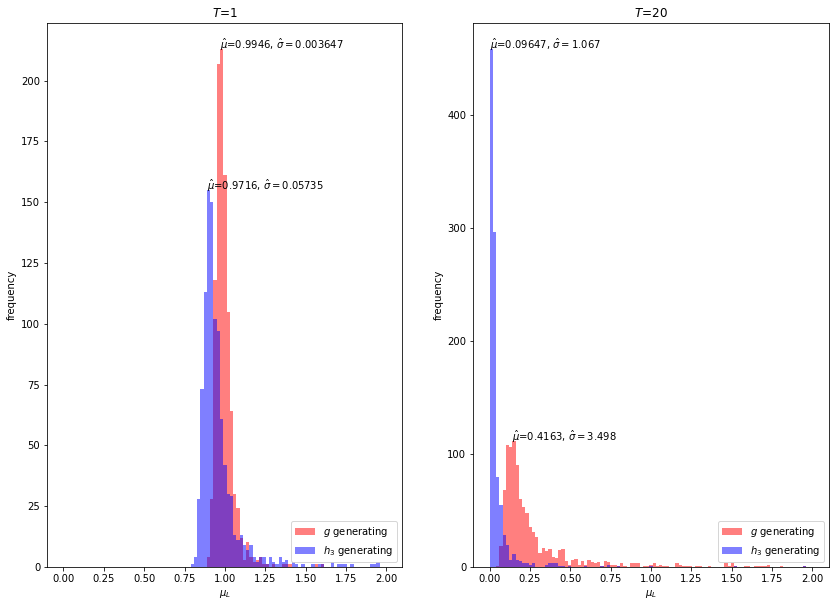 T=1
μ̂=0.9946, σ̂ = 0.003647
μ̂=0.9716, σ̂ = 0.05735
frequency
200
175
150
125
100
75
50
25
0
g generating
h₃ generating
0.00 0.25 0.50 0.75 1.00 1.25 1.50 1.75 2.00
μ_L
T=20
μ̂=0.09647, σ̂ = 1.067
μ̂=0.4163, σ̂ = 3.498
frequency
400
300
200
100
0
g generating
h₃ generating
0.00 0.25 0.50 0.75 1.00 1.25 1.50 1.75 2.00
μ_L